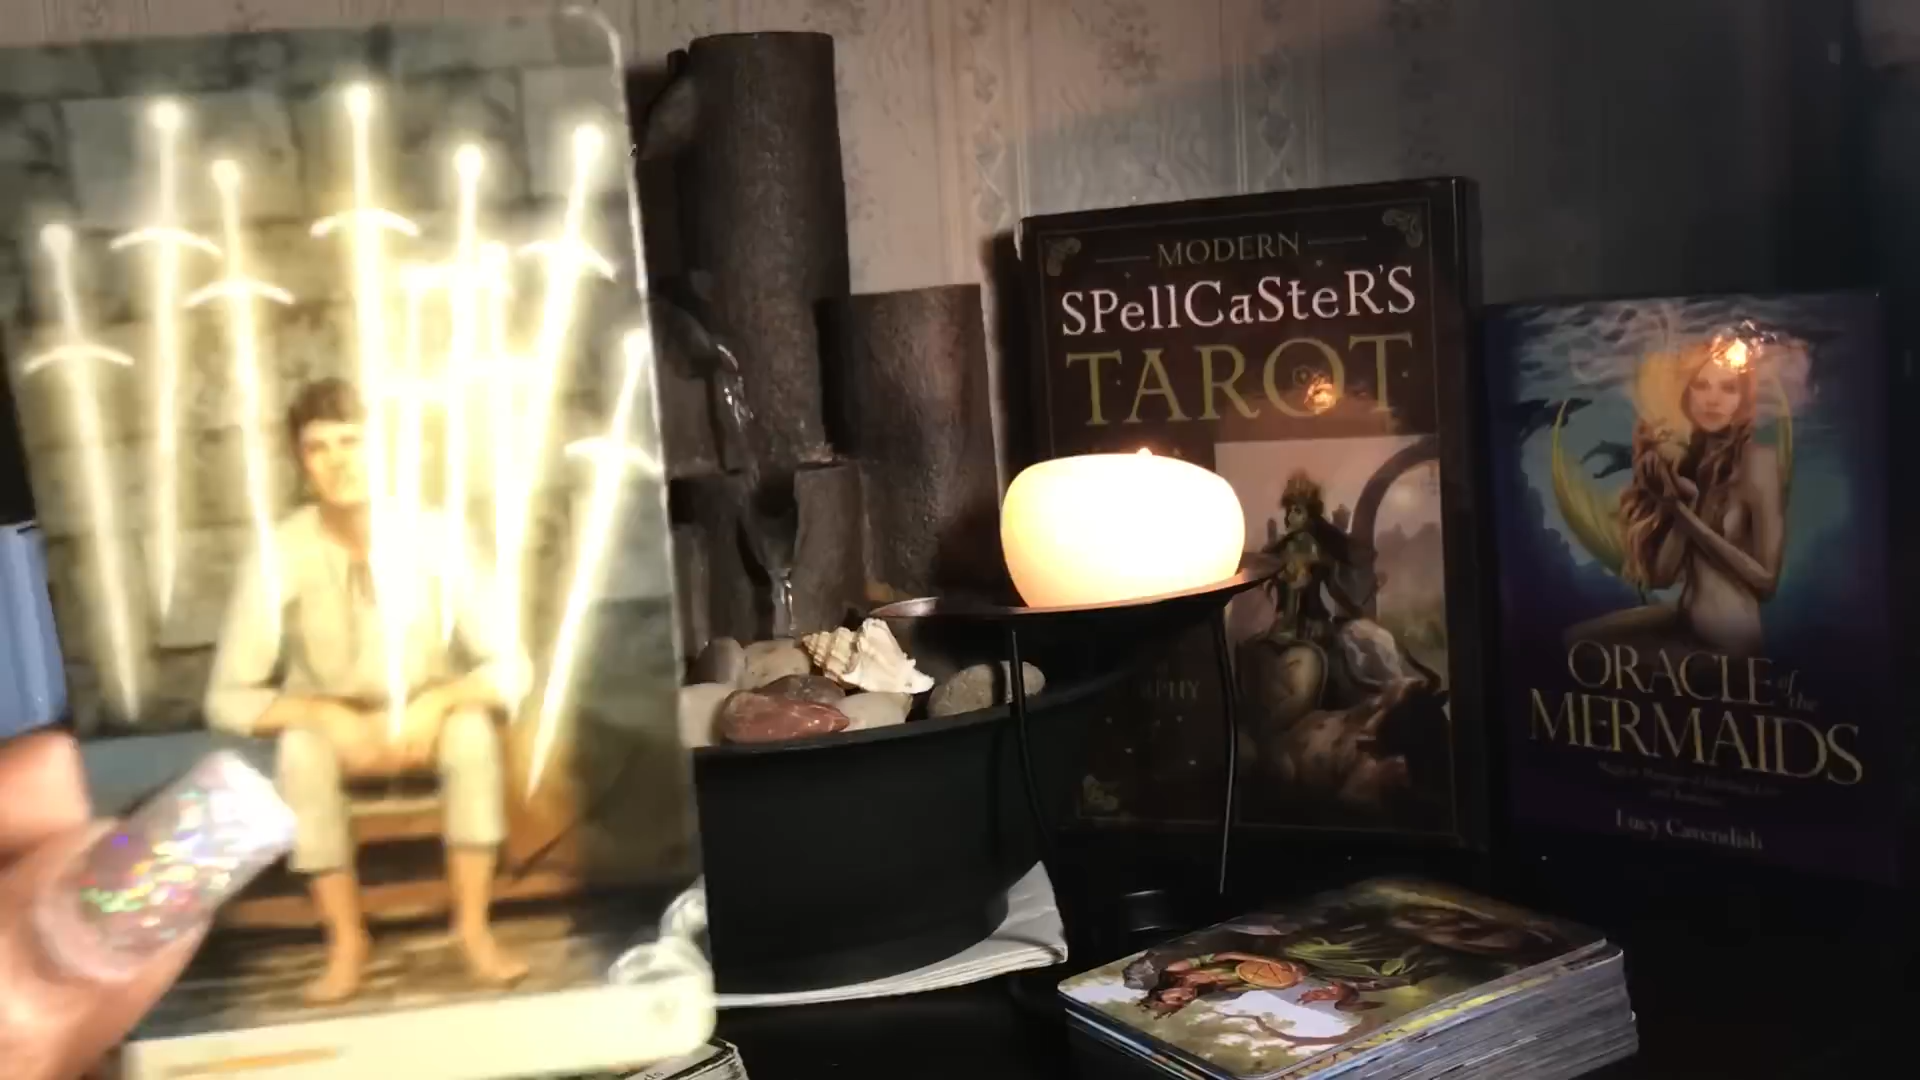 MODERN
SPellCaSteR'S
TAROT
ORACLE of the
MERMAIDS
Lucy Cavendish